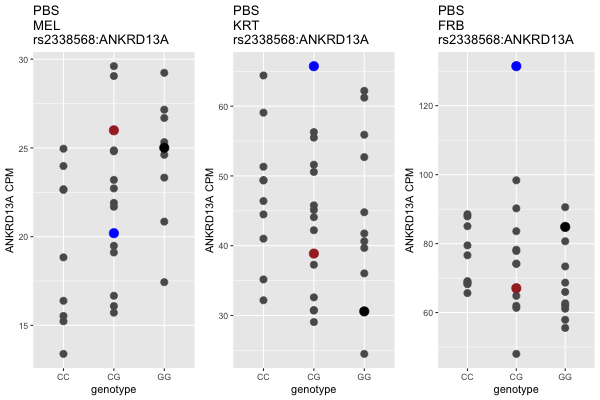 PBS
MEL
rs2338568:ANKRD13A
ANKRD13A CPM
30
25
20
15
CC
CG
GG
genotype
PBS
KRT
rs2338568:ANKRD13A
ANKRD13A CPM
60
50
40
30
CC
CG
GG
genotype
PBS
FRB
rs2338568:ANKRD13A
ANKRD13A CPM
120
100
80
60
CC
CG
GG
genotype